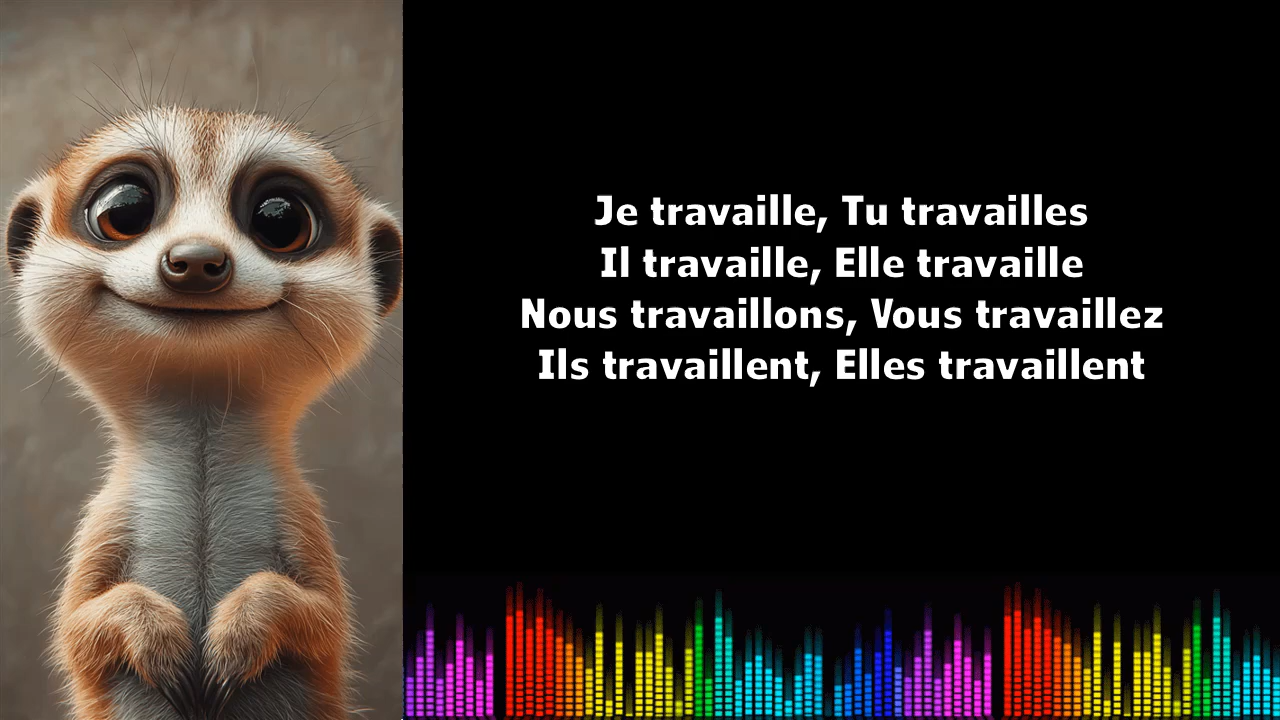 Je travaille, Tu travailles
Il travaille, Elle travaille
Nous travaillons, Vous travaillez
Ils travaillent, Elles travaillent